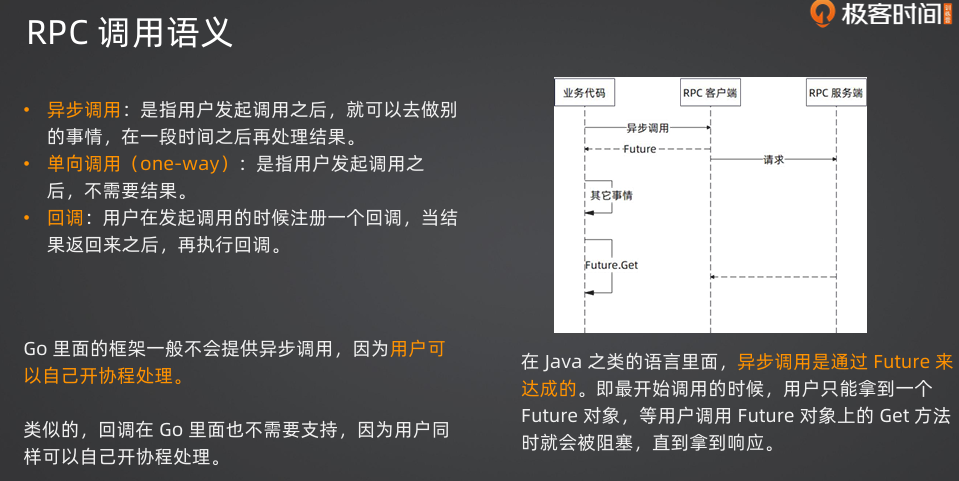 RPC 调用语义
极客时间
训练营
• 异步调用：是指用户发起调用之后，就可以去做别
的事情，在一段时间之后再处理结果。
• 单向调用（one-way）：是指用户发起调用之
后，不需要结果。
• 回调：用户在发起调用的时候注册一个回调，当结
果返回来之后，再执行回调。
Go 里面的框架一般不会提供异步调用，因为用户可
以自己开协程处理。
类似的，回调在 Go 里面也不需要支持，因为用户同
样可以自己开协程处理。
业务代码
RPC 客户端
RPC 服务端
异步调用
Future
请求
其它事情
Future.Get
在 Java 之类的语言里面，异步调用是通过 Future 来
达成的。即最开始调用的时候，用户只能拿到一个
Future 对象，等用户调用 Future 对象上的 Get 方法
时就会被阻塞，直到拿到响应。